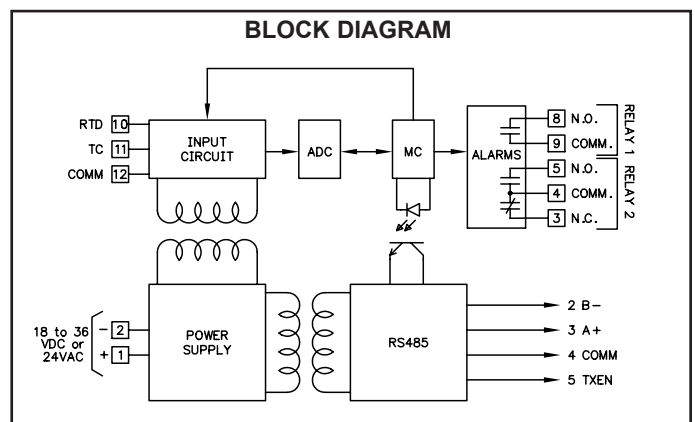 BLOCK DIAGRAM
RTD 10
TC 11
COMM 12
INPUT
CIRCUIT
ADC
MC
ALARMS
8 N.O.
9 COMM.
RELAY 1
5 N.O.
4 COMM.
3 N.C.
RELAY 2
18 to 36
VDC or
24VAC
- 2
+ 1
POWER
SUPPLY
RS485
2 B-
3 A+
4 COMM
5 TXEN